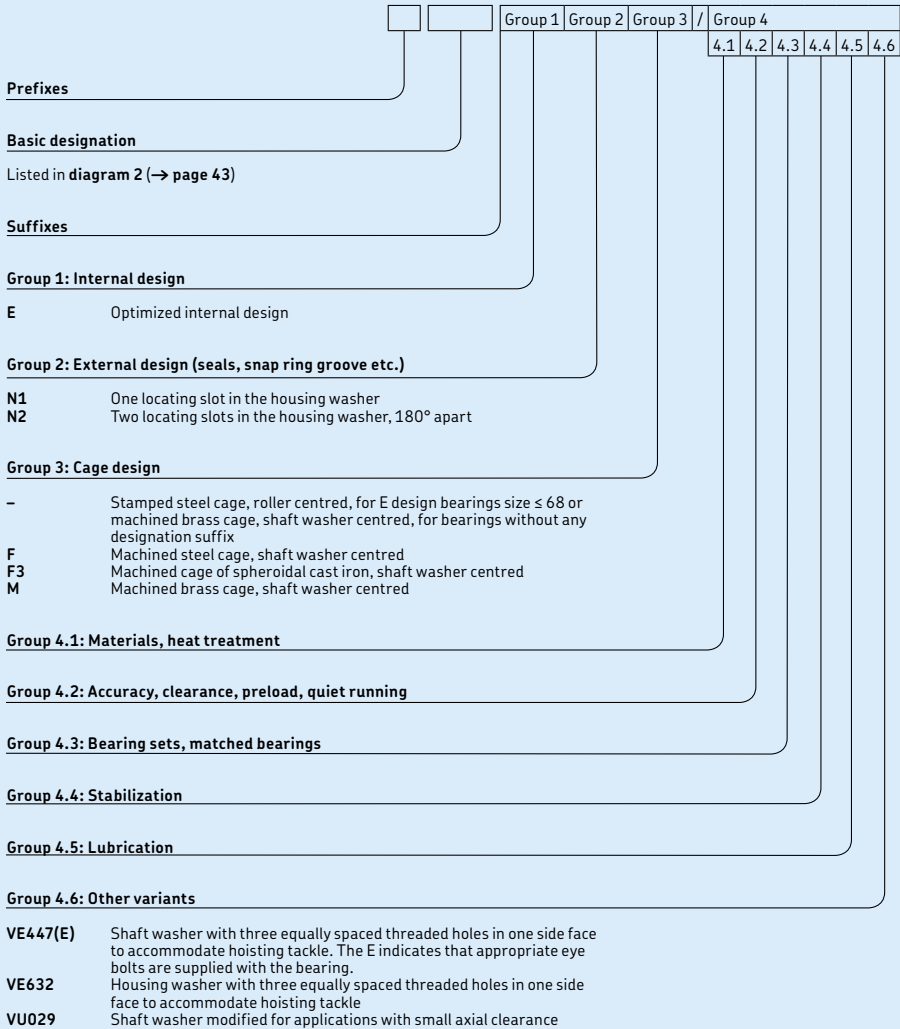 Group 1 Group 2 Group 3 / Group 4
4.1 4.2 4.3 4.4 4.5 4.6
Prefixes
Basic designation
Listed in diagram 2 (→ page 43)
Suffixes
Group 1: Internal design
E Optimized internal design
Group 2: External design (seals, snap ring groove etc.)
N1 One locating slot in the housing washer
N2 Two locating slots in the housing washer, 180° apart
Group 3: Cage design
– Stamped steel cage, roller centred, for E design bearings size ≤ 68 or
machined brass cage, shaft washer centred, for bearings without any
designation suffix
F Machined steel cage, shaft washer centred
F3 Machined cage of spheroidal cast iron, shaft washer centred
M Machined brass cage, shaft washer centred
Group 4.1: Materials, heat treatment
Group 4.2: Accuracy, clearance, preload, quiet running
Group 4.3: Bearing sets, matched bearings
Group 4.4: Stabilization
Group 4.5: Lubrication
Group 4.6: Other variants
VE447(E) Shaft washer with three equally spaced threaded holes in one side face
to accommodate hoisting tackle. The E indicates that appropriate eye
bolts are supplied with the bearing.
VE632 Housing washer with three equally spaced threaded holes in one side
face to accommodate hoisting tackle
VU029 Shaft washer modified for applications with small axial clearance